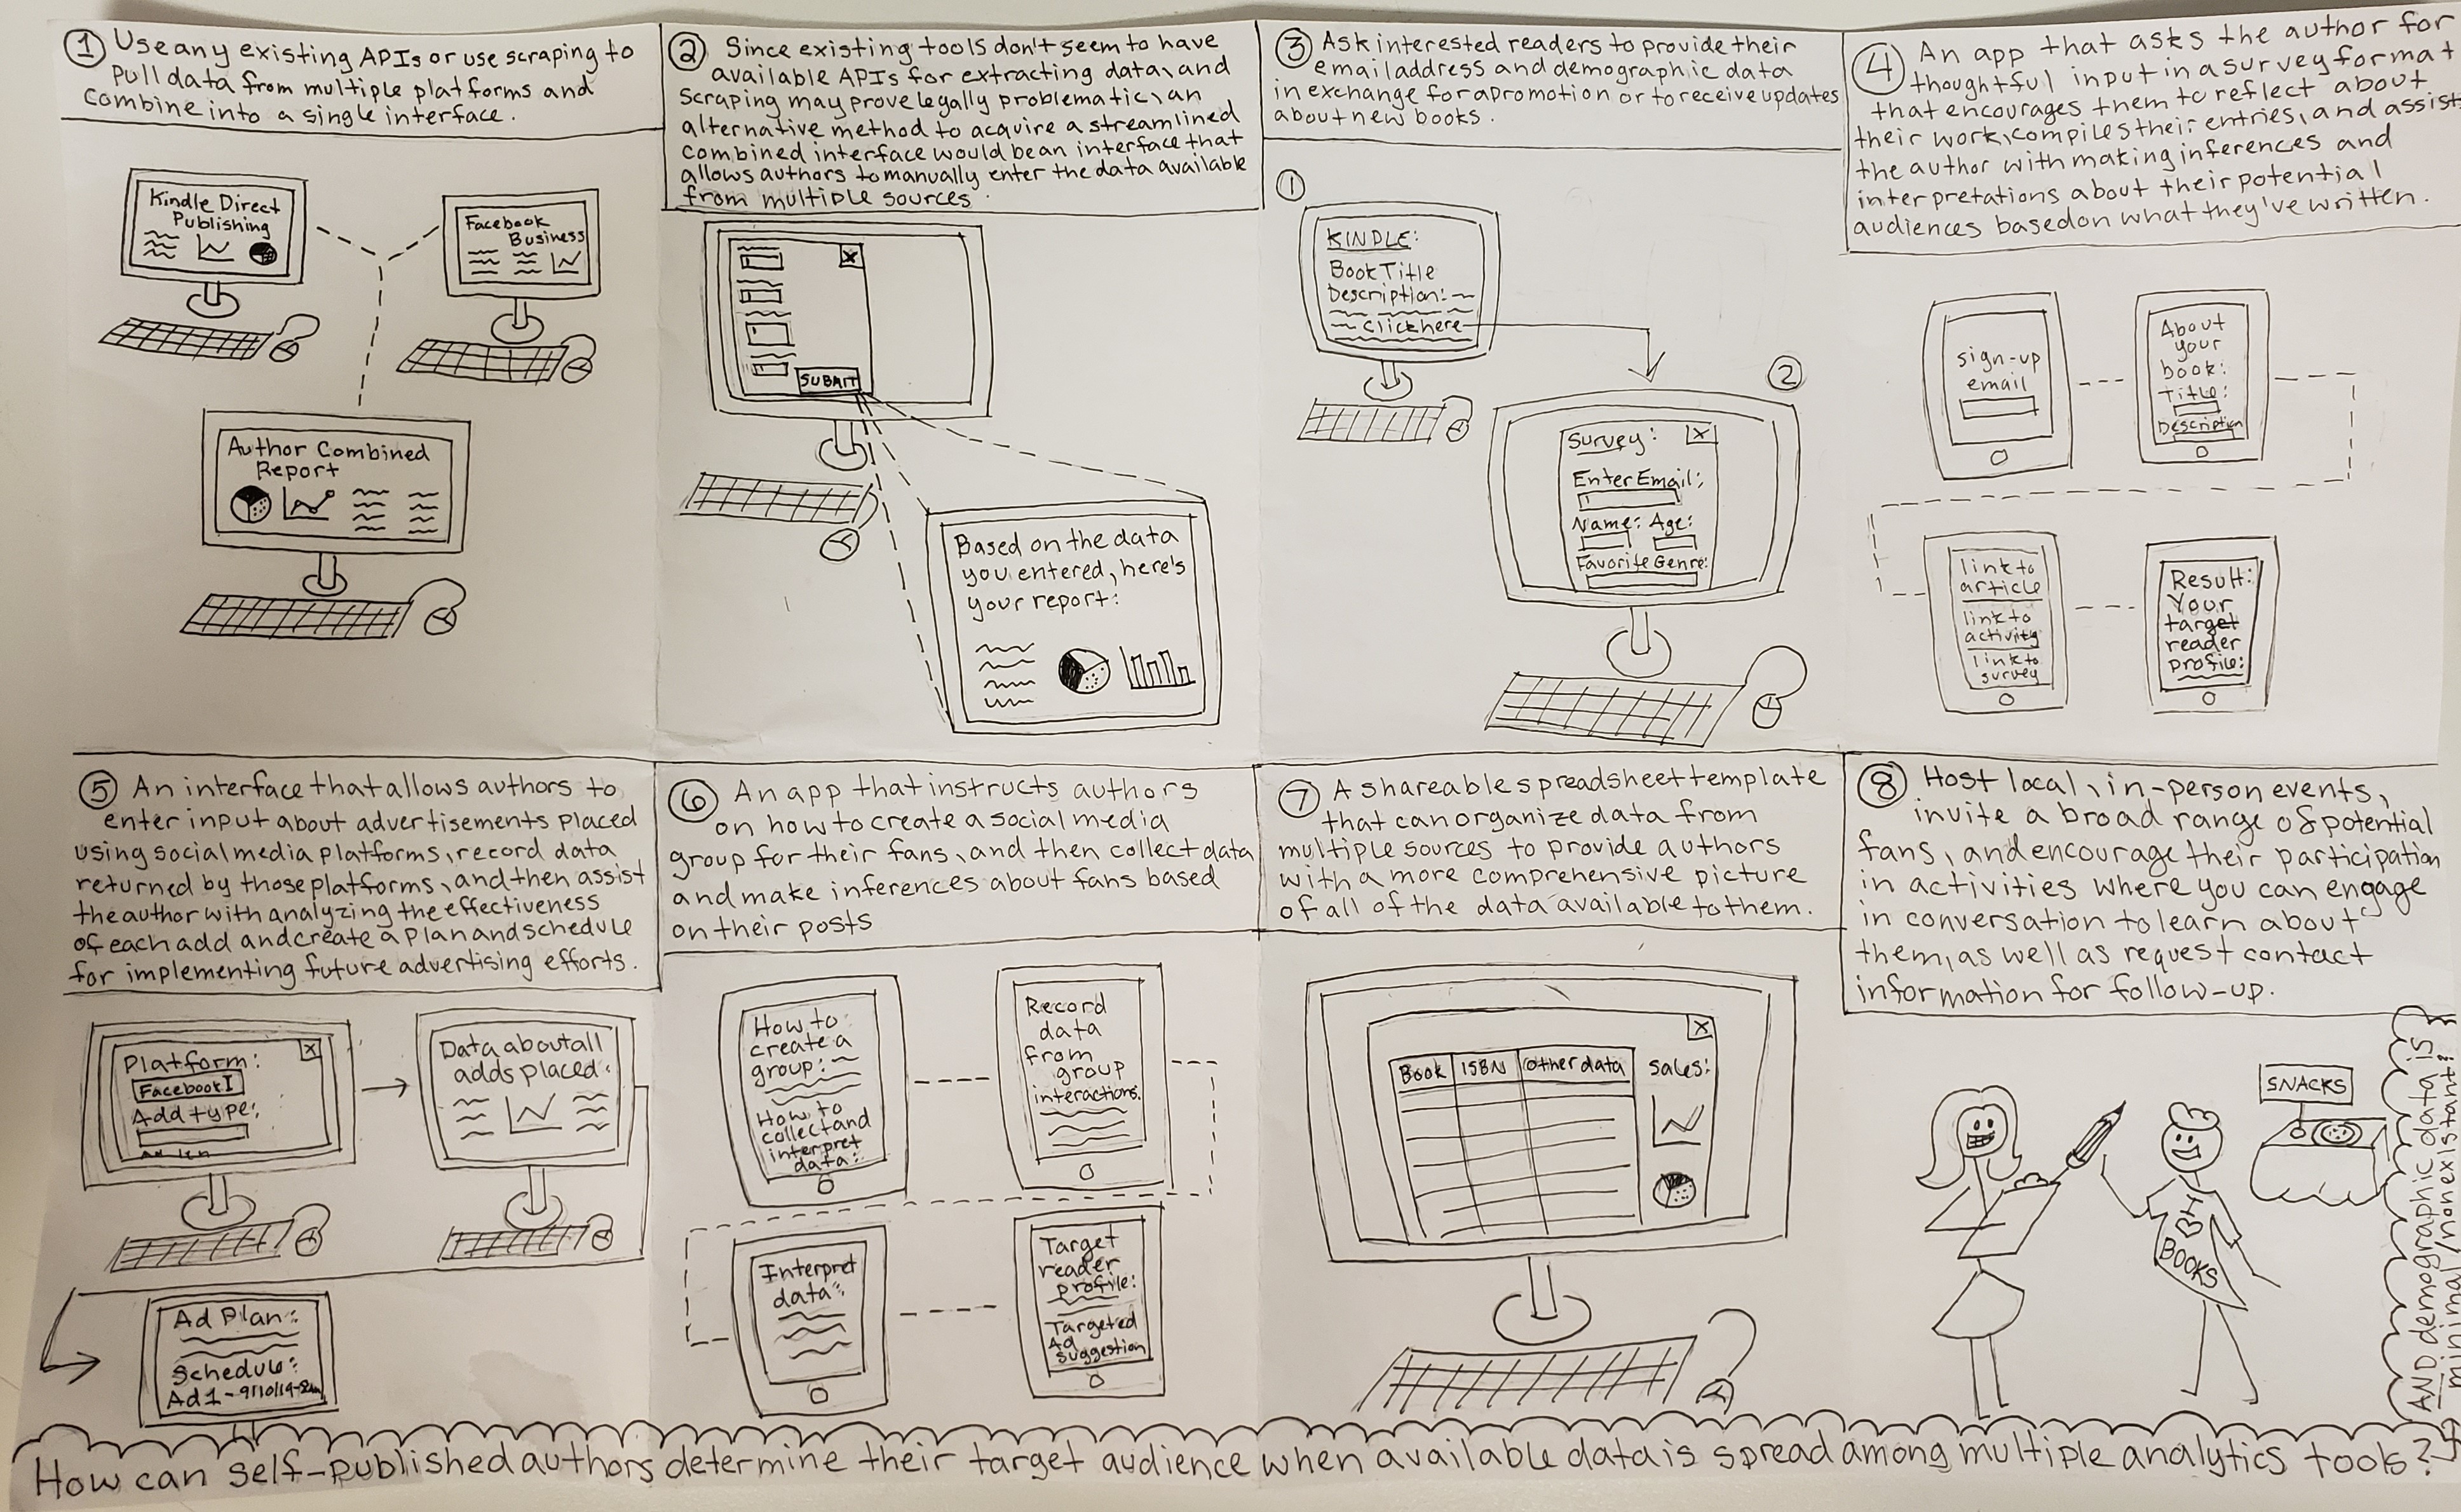 ① Use any existing APIs or use scraping to
pull data from multiple platforms and
combine into a single interface.
Kindle Direct
Publishing
Facebook
Business
Author Combined
Report
② Since existing tools don't seem to have
available APIs for extracting data, and
scraping may prove legally problematic, an
alternative method to acquire a streamlined
combined interface would be an interface that
allows authors to manually enter the data available
from multiple sources.
X
SUBMIT
Based on the data
you entered, here's
your report:
③ Ask interested readers to provide their
email address and demographic data
in exchange for a promotion or to receive updates
about new books.
①
KINDLE:
Book Title
Description:
Click here
②
Survey: X
Enter Email:
Name: Age:
Favorite Genre:
④ An app that asks the author for
thoughtful input in a survey format
that encourages them to reflect about
their work, compiles their entries, and assist
the author with making inferences and
interpretations about their potential
audiences based on what they've written.
sign-up
email
About
your
book:
Title:
Description
link to
article
link to
activity
link to
survey
Result:
Your
target
reader
profile:
⑤ An interface that allows authors to
enter input about advertisements placed
using social media platforms, record data
returned by those platforms, and then assist
the author with analyzing the effectiveness
of each add and create a plan and schedule
for implementing future advertising efforts.
Platform: X
Facebook I
Add type:
Data about all
adds placed:
Ad Plan:
Schedule:
Ad 1 - 9/10/19-2am
⑥ An app that instructs authors
on how to create a social media
group for their fans, and then collect data
and make inferences about fans based
on their posts
How to
create a
group:
How to
collect and
interpret
data:
Record
data
from
group
interactions.
Interpret
data:
Target
reader
profile:
Targeted
Ad
suggestion
⑦ A shareable spreadsheet template
that can organize data from
multiple sources to provide authors
with a more comprehensive picture
of all of the data available to them.
X
Book ISBN Other data Sales:
⑧ Host local, in-person events,
invite a broad range of potential
fans, and encourage their participation
in activities where you can engage
in conversation to learn about
them, as well as request contact
information for follow-up.
SNACKS
I
BOOKS
How can self-published authors determine their target audience when available data is spread among multiple analytics tools?
AND demographic data is
minimal/nonexistant?